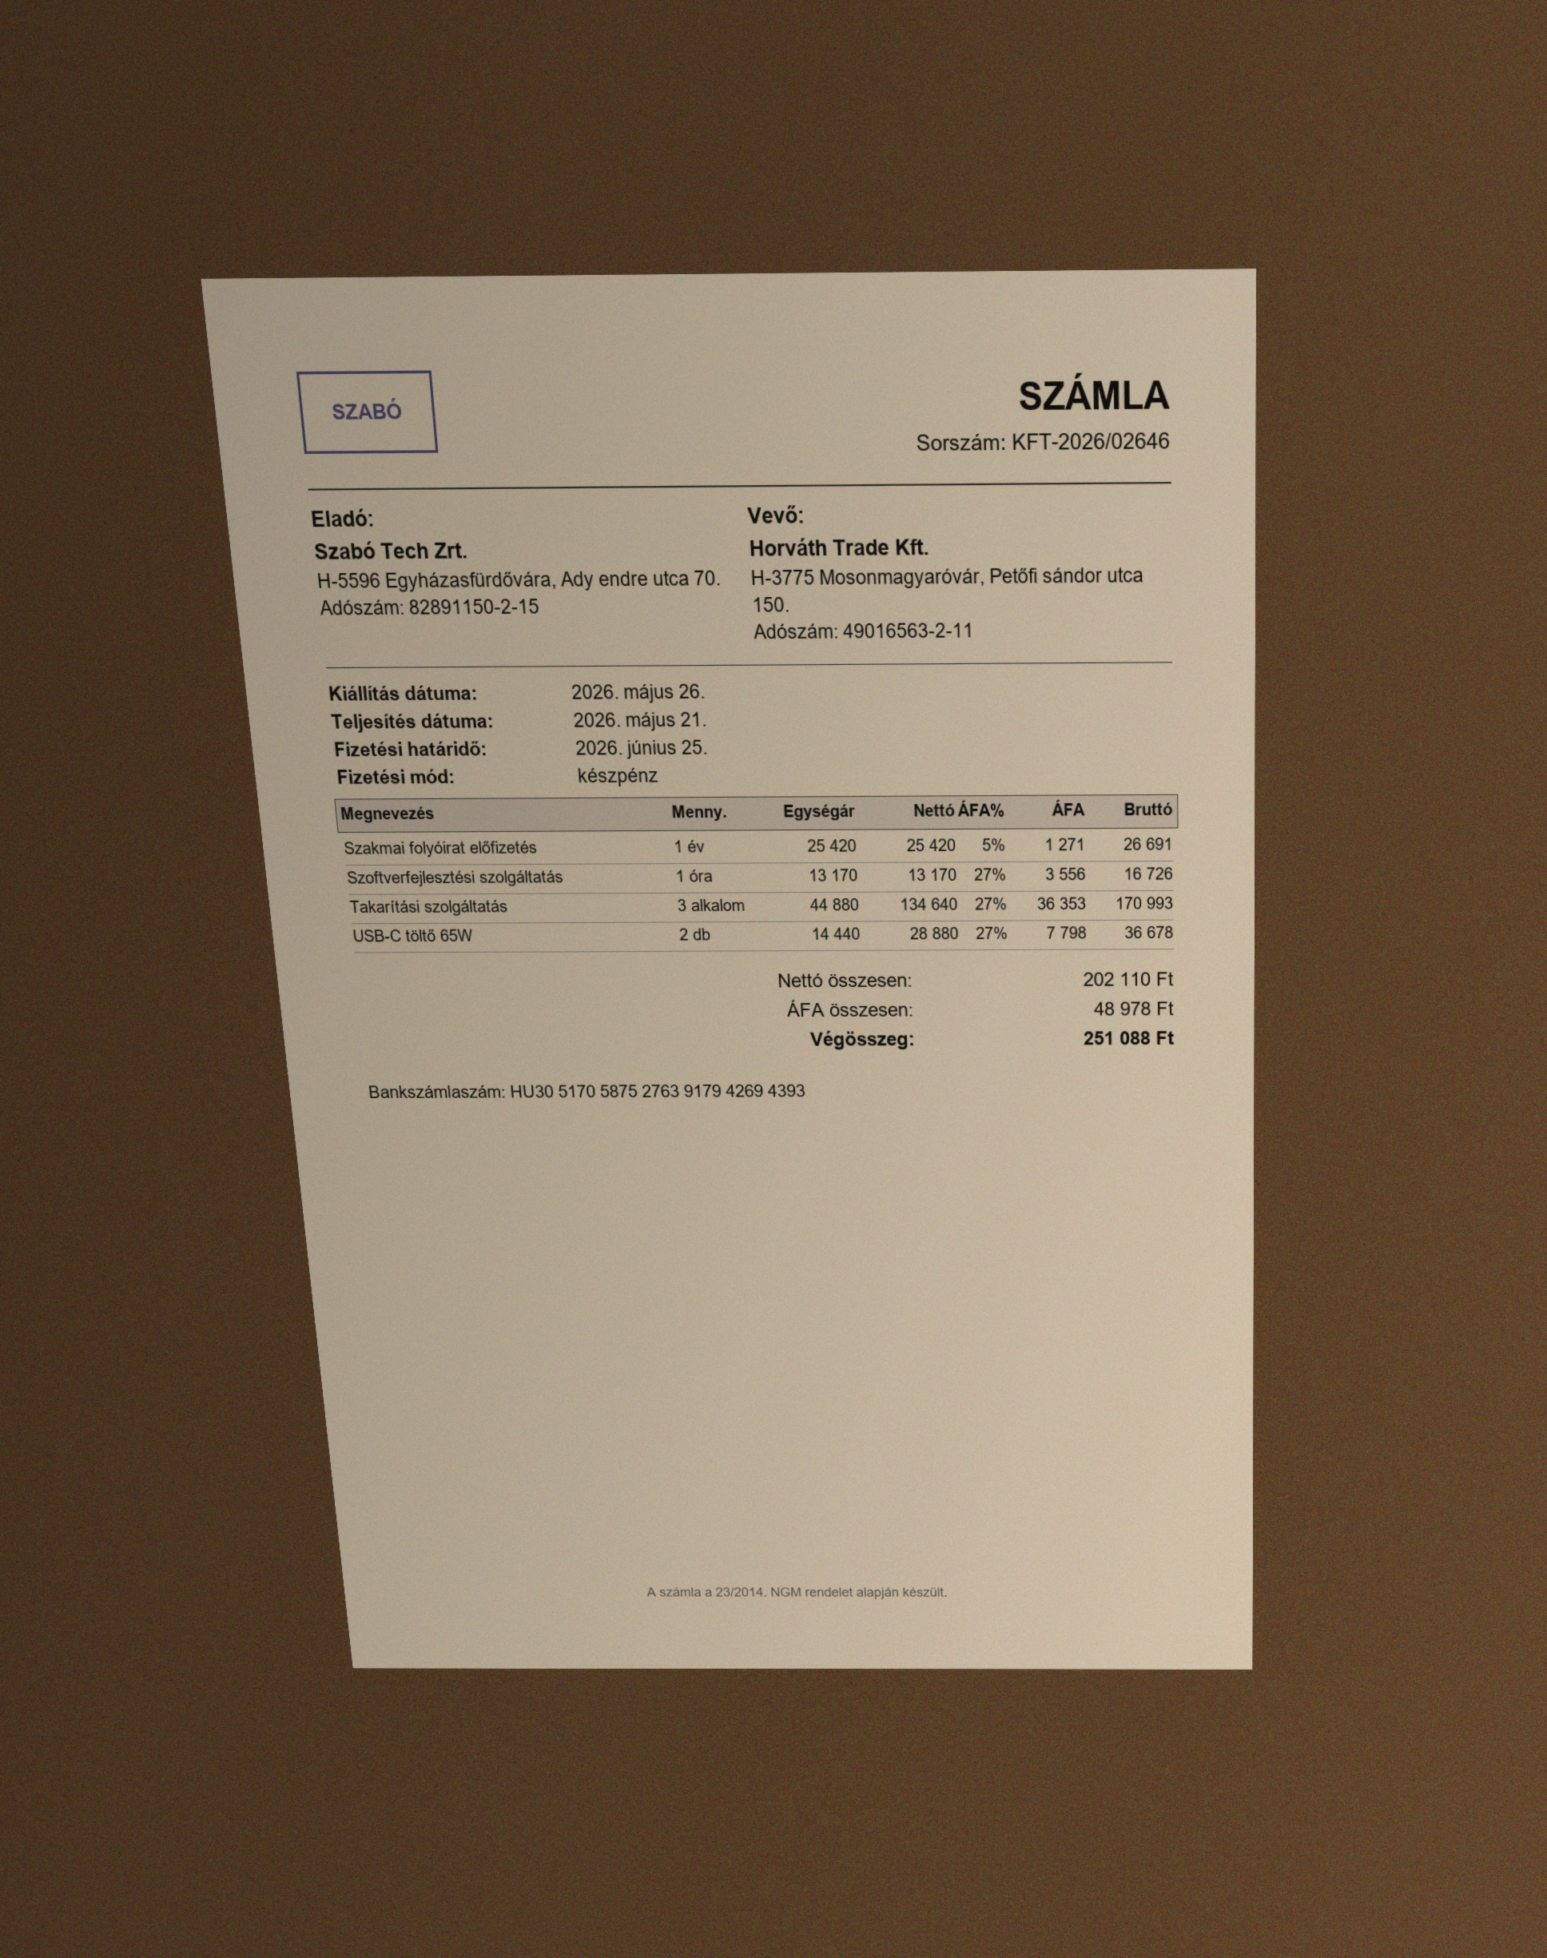 SZABÓ
SZÁMLA
Sorszám: KFT-2026/02646
Eladó:
Szabó Tech Zrt.
H-5596 Egyházasfürdővára, Ady endre utca 70.
Adószám: 82891150-2-15
Vevő:
Horváth Trade Kft.
H-3775 Mosonmagyaróvár, Petőfi sándor utca
150.
Adószám: 49016563-2-11
Kiállítás dátuma: 2026. május 26.
Teljesítés dátuma: 2026. május 21.
Fizetési határidő: 2026. június 25.
Fizetési mód: készpénz
Megnevezés Menny. Egységár Nettó ÁFA% ÁFA Bruttó
Szakmai folyóirat előfizetés 1 év 25 420 25 420 5% 1 271 26 691
Szoftverfejlesztési szolgáltatás 1 óra 13 170 13 170 27% 3 556 16 726
Takarítási szolgáltatás 3 alkalom 44 880 134 640 27% 36 353 170 993
USB-C töltő 65W 2 db 14 440 28 880 27% 7 798 36 678
Nettó összesen: 202 110 Ft
ÁFA összesen: 48 978 Ft
Végösszeg: 251 088 Ft
Bankszámlaszám: HU30 5170 5875 2763 9179 4269 4393
A számla a 23/2014. NGM rendelet alapján készült.